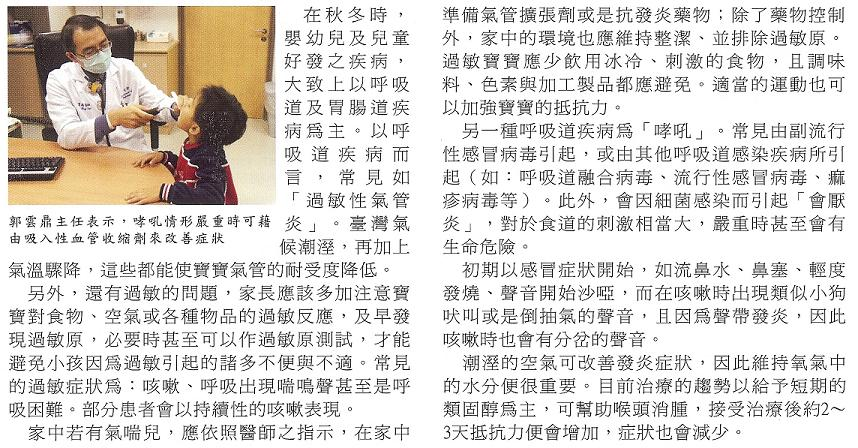 在秋冬時，
嬰幼兒及兒童
好發之疾病，
大致上以呼吸
道及胃腸道疾
病為主。以呼
吸道疾病而
言，常見如
「過敏性氣管
炎」。臺灣氣
候潮溼，再加上
氣溫驟降，這些都能使寶寶氣管的耐受度降低。
另外，還有過敏的問題，家長應該多加注意寶
寶對食物、空氣或各種物品的過敏反應，及早發
現過敏原，必要時甚至可以作過敏原測試，才能
避免小孩因為過敏引起的諸多不便與不適。常見
的過敏症狀為：咳嗽、呼吸出現喘鳴聲甚至是呼
吸困難。部分患者會以持續性的咳嗽表現。
家中若有氣喘兒，應依照醫師之指示，在家中
郭雲鼎主任表示，哮吼情形嚴重時可藉
由吸入性血管收縮劑來改善症狀
準備氣管擴張劑或是抗發炎藥物；除了藥物控制
外，家中的環境也應維持整潔、並排除過敏原。
過敏寶寶應少飲用冰冷、刺激的食物，且調味
料、色素與加工製品都應避免。適當的運動也可
以加強寶寶的抵抗力。
另一種呼吸道疾病為「哮吼」。常見由副流行
性感冒病毒引起，或由其他呼吸道感染疾病所引
起（如：呼吸道融合病毒、流行性感冒病毒、痲
疹病毒等）。此外，會因細菌感染而引起「會厭
炎」，對於食道的刺激相當大，嚴重時甚至會有
生命危險。
初期以感冒症狀開始，如流鼻水、鼻塞、輕度
發燒、聲音開始沙啞，而在咳嗽時出現類似小狗
吠叫或是倒抽氣的聲音，且因為聲帶發炎，因此
咳嗽時也會有分岔的聲音。
潮溼的空氣可改善發炎症狀，因此維持氧氣中
的水分便很重要。目前治療的趨勢以給予短期的
類固醇為主，可幫助喉頭消腫，接受治療後約2～
3天抵抗力便會增加，症狀也會減少。